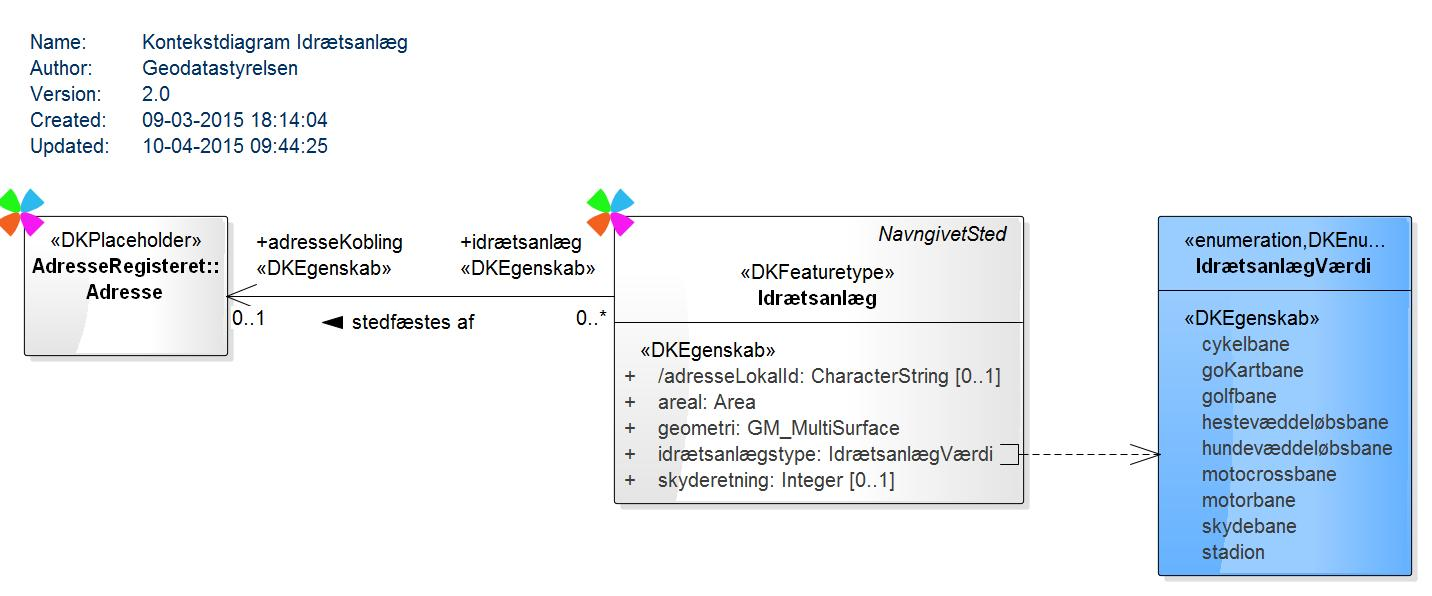 Name: Kontekstdiagram Idrætsanlæg
Author: Geodatastyrelsen
Version: 2.0
Created: 09-03-2015 18:14:04
Updated: 10-04-2015 09:44:25
«DKPlaceholder»
AdresseRegisteret::
Adresse
+adresseKobling
«DKEgenskab»
0..1
+idrætsanlæg
«DKEgenskab»
0..*
◄ stedfæstes af
NavngivetSted
«DKFeaturetype»
Idrætsanlæg
«DKEgenskab»
+ /adresseLokalId: CharacterString [0..1]
+ areal: Area
+ geometri: GM_MultiSurface
+ idrætsanlægstype: IdrætsanlægVærdi
+ skyderetning: Integer [0..1]
«enumeration,DKEnu...
IdrætsanlægVærdi
«DKEgenskab»
cykelbane
goKartbane
golfbane
hestevæddeløbsbane
hundevæddeløbsbane
motocrossbane
motorbane
skydebane
stadion